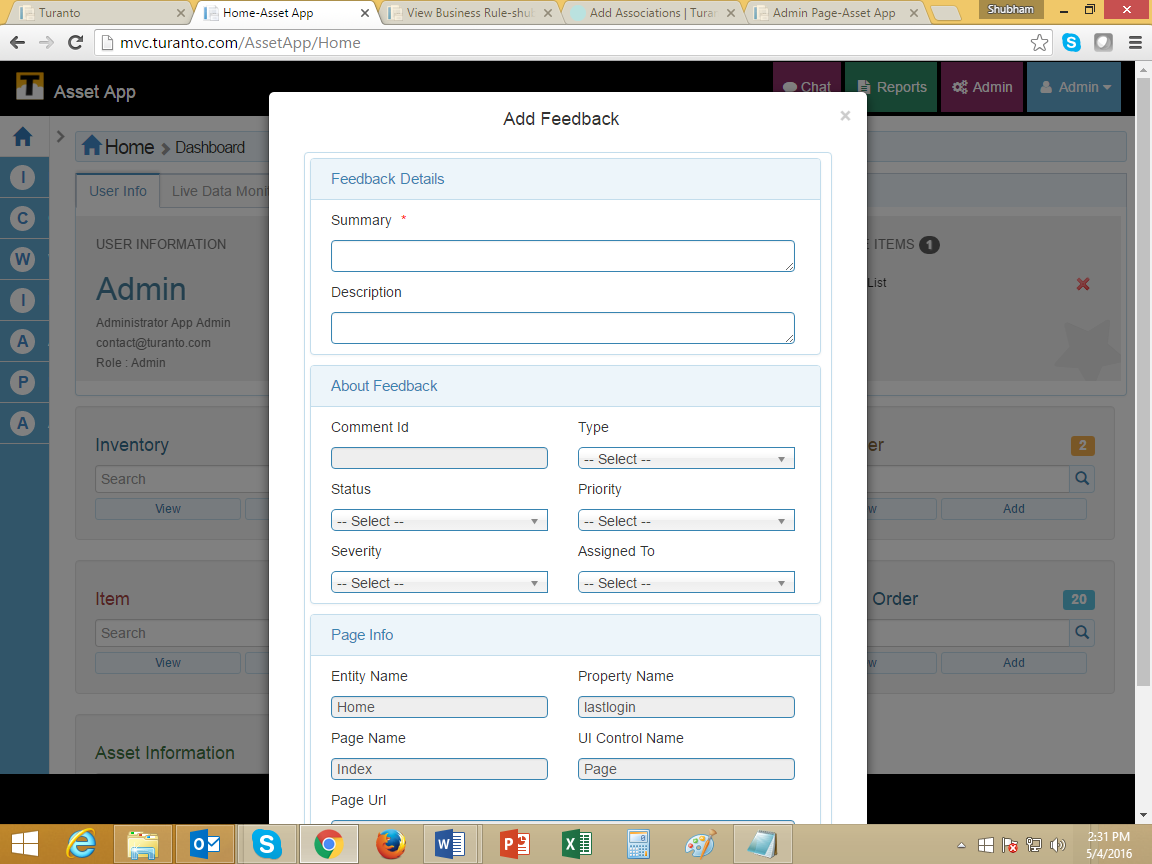 Turanto
Home-Asset App
View Business Rule-shu
Add Associations | Turan
Admin Page-Asset App
Shubham
mvc.turanto.com/AssetApp/Home
T Asset App
Chat
Reports
Admin
Admin
Add Feedback
×
Home
Dashboard
I
C
W
I
A
P
A
User Info
Live Data Moni
USER INFORMATION
Admin
Administrator App Admin
contact@turanto.com
Role : Admin
ITEMS 1
List
Feedback Details
Summary *
Description
About Feedback
Comment Id
Type
-- Select --
Status
Priority
-- Select --
-- Select --
Severity
Assigned To
-- Select --
-- Select --
Page Info
Entity Name
Property Name
Home
lastlogin
Page Name
UI Control Name
Index
Page
Page Url
Inventory
Search
View
er
2
w
Add
Item
Search
View
Order
20
w
Add
Asset Information
2:31 PM
5/4/2016